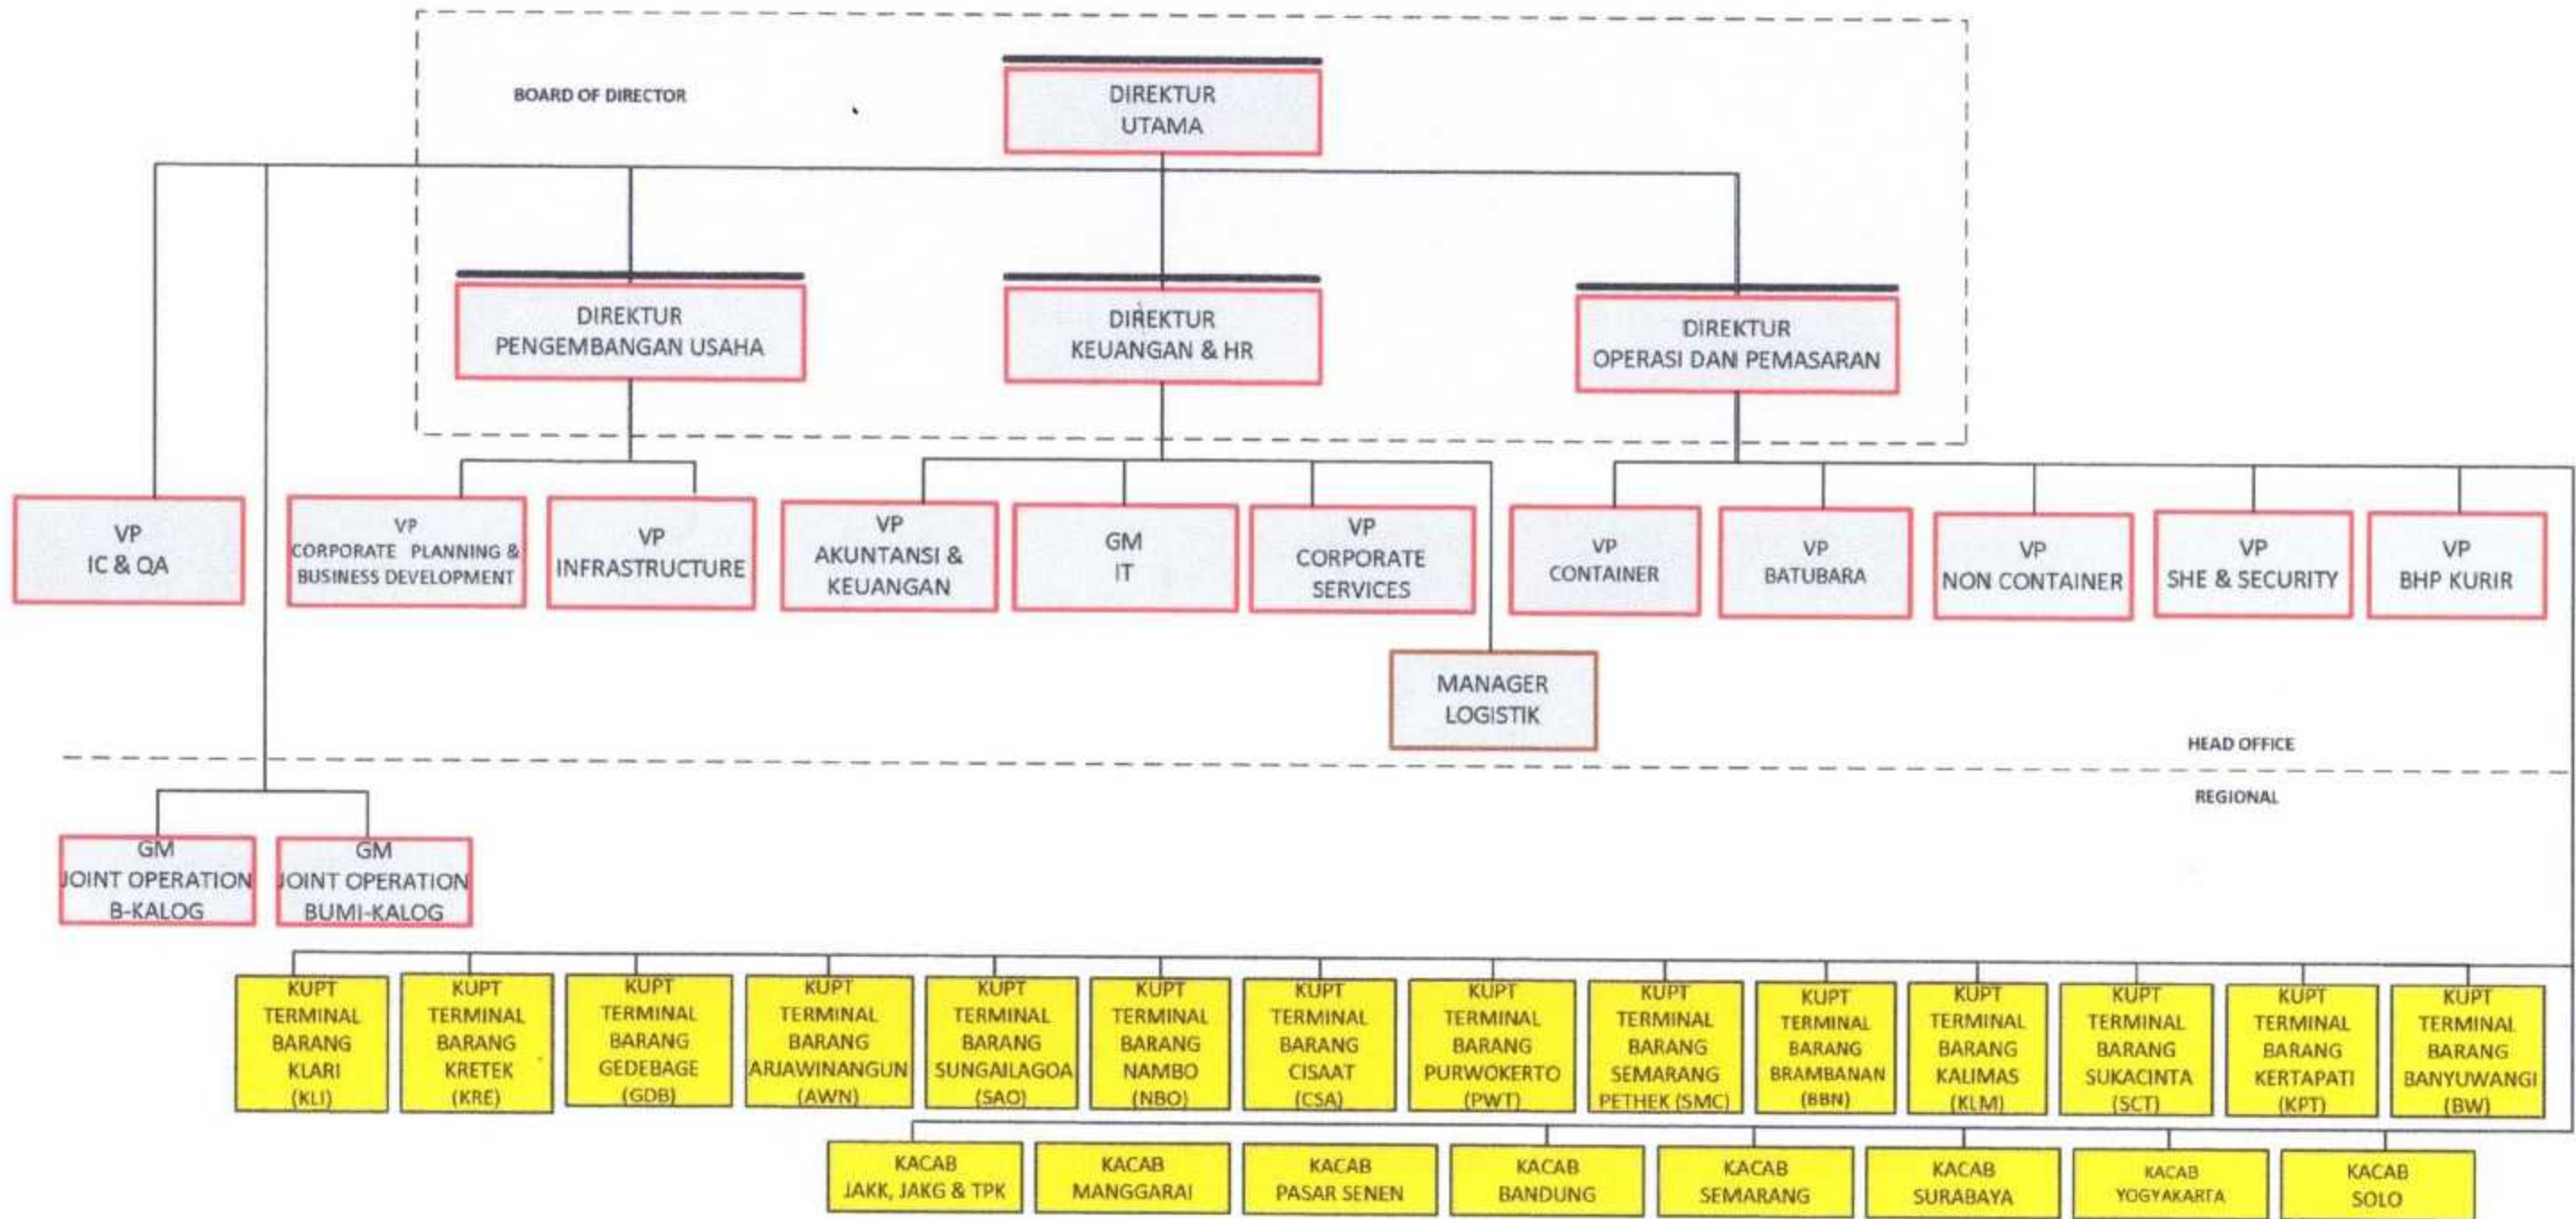 BOARD OF DIRECTOR
DIREKTUR
UTAMA
DIREKTUR
PENGEMBANGAN USAHA
DIREKTUR
KEUANGAN & HR
DIREKTUR
OPERASI DAN PEMASARAN
VP
IC & QA
VP
CORPORATE PLANNING &
BUSINESS DEVELOPMENT
VP
INFRASTRUCTURE
VP
AKUNTANSI &
KEUANGAN
GM
IT
VP
CORPORATE
SERVICES
VP
CONTAINER
VP
BATUBARA
VP
NON CONTAINER
VP
SHE & SECURITY
VP
BHP KURIR
MANAGER
LOGISTIK
HEAD OFFICE
REGIONAL
GM
JOINT OPERATION
B-KALOG
GM
JOINT OPERATION
BUMI-KALOG
KUPT
TERMINAL
BARANG
KLARI
(KLI)
KUPT
TERMINAL
BARANG
KRETEK
(KRE)
KUPT
TERMINAL
BARANG
GEDEBAGE
(GDB)
KUPT
TERMINAL
BARANG
ARJAWINANGUN
(AWN)
KUPT
TERMINAL
BARANG
SUNGAILAGOA
(SAO)
KUPT
TERMINAL
BARANG
NAMBO
(NBO)
KUPT
TERMINAL
BARANG
CISAAT
(CSA)
KUPT
TERMINAL
BARANG
PURWOKERTO
(PWT)
KUPT
TERMINAL
BARANG
SEMARANG
PETHEK (SMC)
KUPT
TERMINAL
BARANG
BRAMBANAN
(BBN)
KUPT
TERMINAL
BARANG
KALIMAS
(KLM)
KUPT
TERMINAL
BARANG
SUKACINTA
(SCT)
KUPT
TERMINAL
BARANG
KERTAPATI
(KPT)
KUPT
TERMINAL
BARANG
BANYUWANGI
(BW)
KACAB
JAKK, JAKG & TPK
KACAB
MANGGARAI
KACAB
PASAR SENEN
KACAB
BANDUNG
KACAB
SEMARANG
KACAB
SURABAYA
KACAB
YOGYAKARTA
KACAB
SOLO